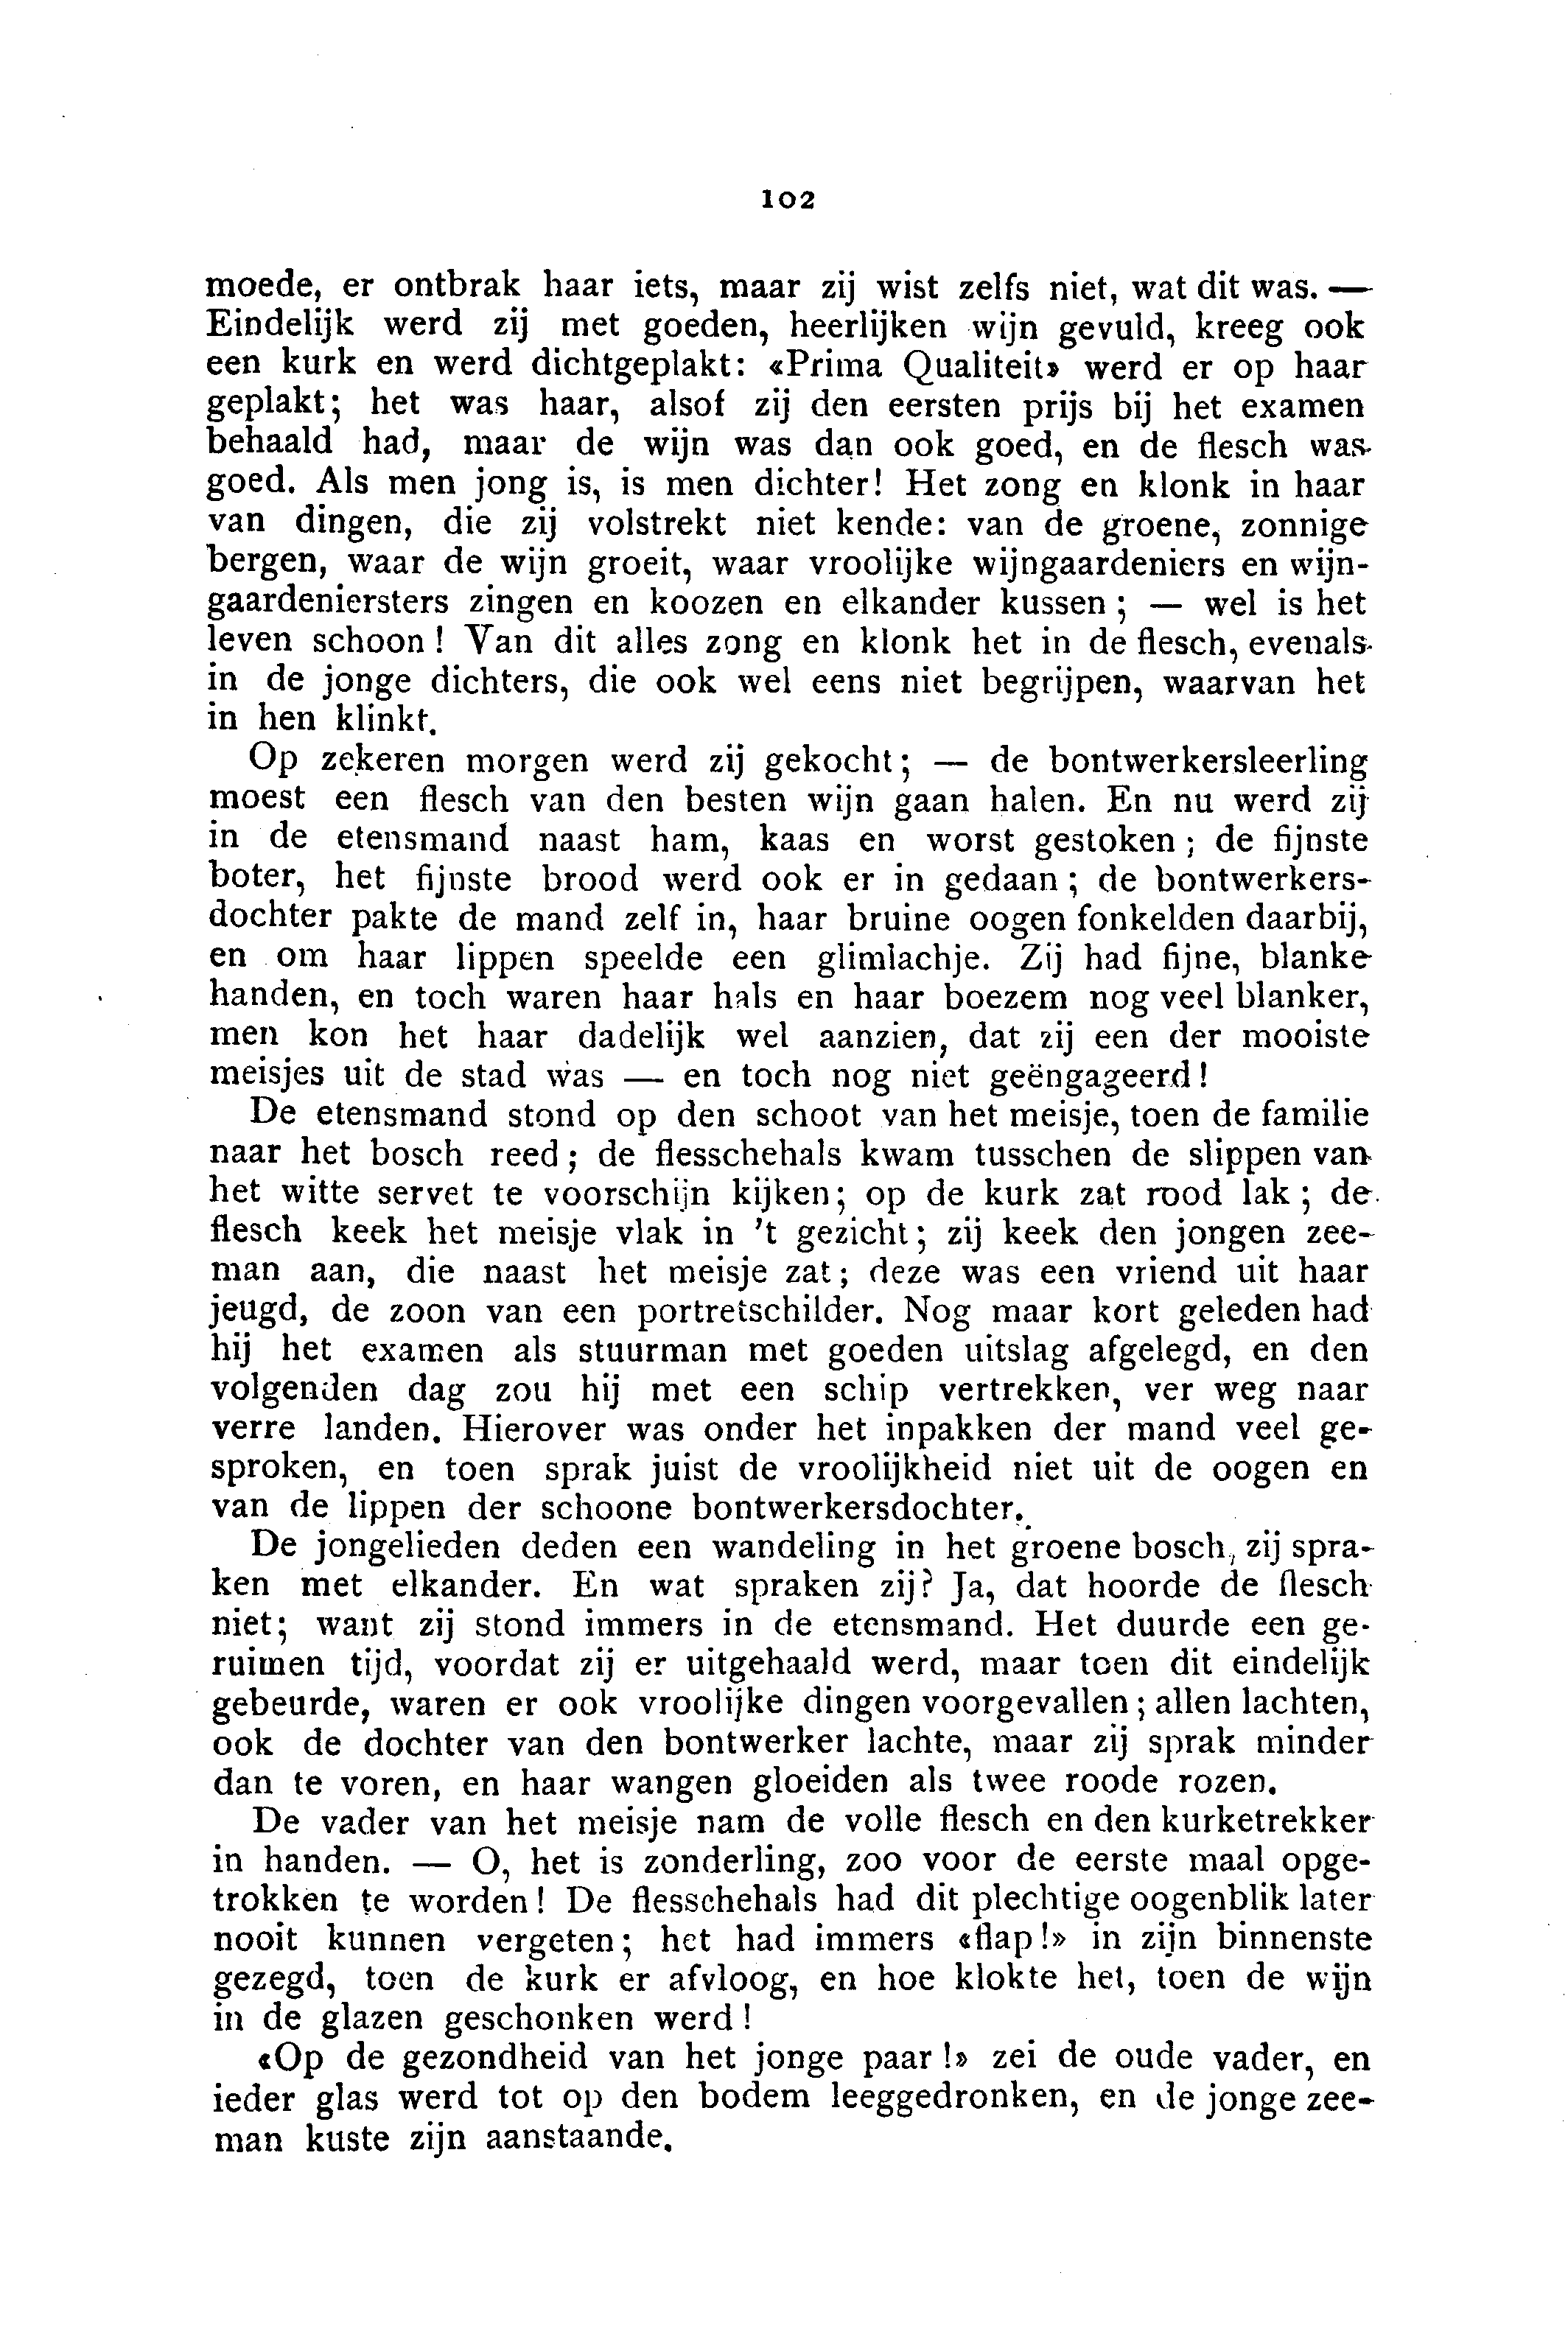 102
moede, er ontbrak haar iets, maar zij wist zelfs niet, wat dit was. —
Eindelijk werd zij met goeden, heerlijken wijn gevuld, kreeg ook
een kurk en werd dichtgeplakt: «Prima Qualiteit» werd er op haar
geplakt; het was haar, alsof zij den eersten prijs bij het examen
behaald had, maar de wijn was dan ook goed, en de flesch was
goed. Als men jong is, is men dichter! Het zong en klonk in haar
van dingen, die zij volstrekt niet kende: van de groene, zonnige
bergen, waar de wijn groeit, waar vroolijke wijngaardeniers en wijn-
gaardeniersters zingen en koozen en elkander kussen; — wel is het
leven schoon! Van dit alles zong en klonk het in de flesch, evenals
in de jonge dichters, die ook wel eens niet begrijpen, waarvan het
in hen klinkt.
Op zekeren morgen werd zij gekocht; — de bontwerkersleerling
moest een flesch van den besten wijn gaan halen. En nu werd zij
in de etensmand naast ham, kaas en worst gestoken; de fijnste
boter, het fijnste brood werd ook er in gedaan; de bontwerkers-
dochter pakte de mand zelf in, haar bruine oogen fonkelden daarbij,
en om haar lippen speelde een glimlachje. Zij had fijne, blanke
handen, en toch waren haar hals en haar boezem nog veel blanker,
men kon het haar dadelijk wel aanzien, dat zij een der mooiste
meisjes uit de stad was — en toch nog niet geëngageerd!
De etensmand stond op den schoot van het meisje, toen de familie
naar het bosch reed; de flesschehals kwam tusschen de slippen van
het witte servet te voorschijn kijken; op de kurk zat rood lak; de
flesch keek het meisje vlak in 't gezicht; zij keek den jongen zee-
man aan, die naast het meisje zat; deze was een vriend uit haar
jeugd, de zoon van een portretschilder. Nog maar kort geleden had
hij het examen als stuurman met goeden uitslag afgelegd, en den
volgenden dag zou hij met een schip vertrekken, ver weg naar
verre landen. Hierover was onder het inpakken der mand veel ge-
sproken, en toen sprak juist de vroolijkheid niet uit de oogen en
van de lippen der schoone bontwerkersdochter.
De jongelieden deden een wandeling in het groene bosch, zij spra-
ken met elkander. En wat spraken zij? Ja, dat hoorde de flesch
niet; want zij stond immers in de etensmand. Het duurde een ge-
ruimen tijd, voordat zij er uitgehaald werd, maar toen dit eindelijk
gebeurde, waren er ook vroolijke dingen voorgevallen; allen lachten,
ook de dochter van den bontwerker lachte, maar zij sprak minder
dan te voren, en haar wangen gloeiden als twee roode rozen.
De vader van het meisje nam de volle flesch en den kurketrekker
in handen. — O, het is zonderling, zoo voor de eerste maal opge-
trokken te worden! De flesschehals had dit plechtige oogenblik later
nooit kunnen vergeten; het had immers «flap!» in zijn binnenste
gezegd, toen de kurk er afvloog, en hoe klokte het, toen de wijn
in de glazen geschonken werd!
«Op de gezondheid van het jonge paar!» zei de oude vader, en
ieder glas werd tot op den bodem leeggedronken, en de jonge zee-
man kuste zijn aanstaande.